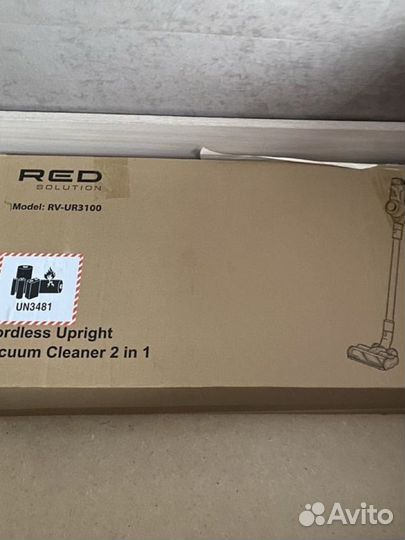 RED
SOLUTION
Model: RV-UR3100
UN3481
ordless Upright
cuum Cleaner 2 in 1
Avito